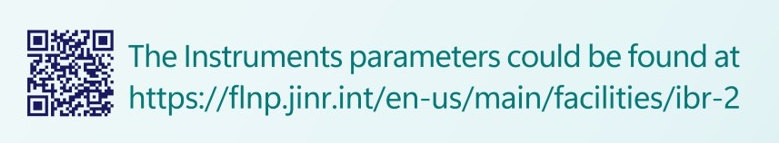 The Instruments parameters could be found at
https://flnp.jinr.int/en-us/main/facilities/ibr-2